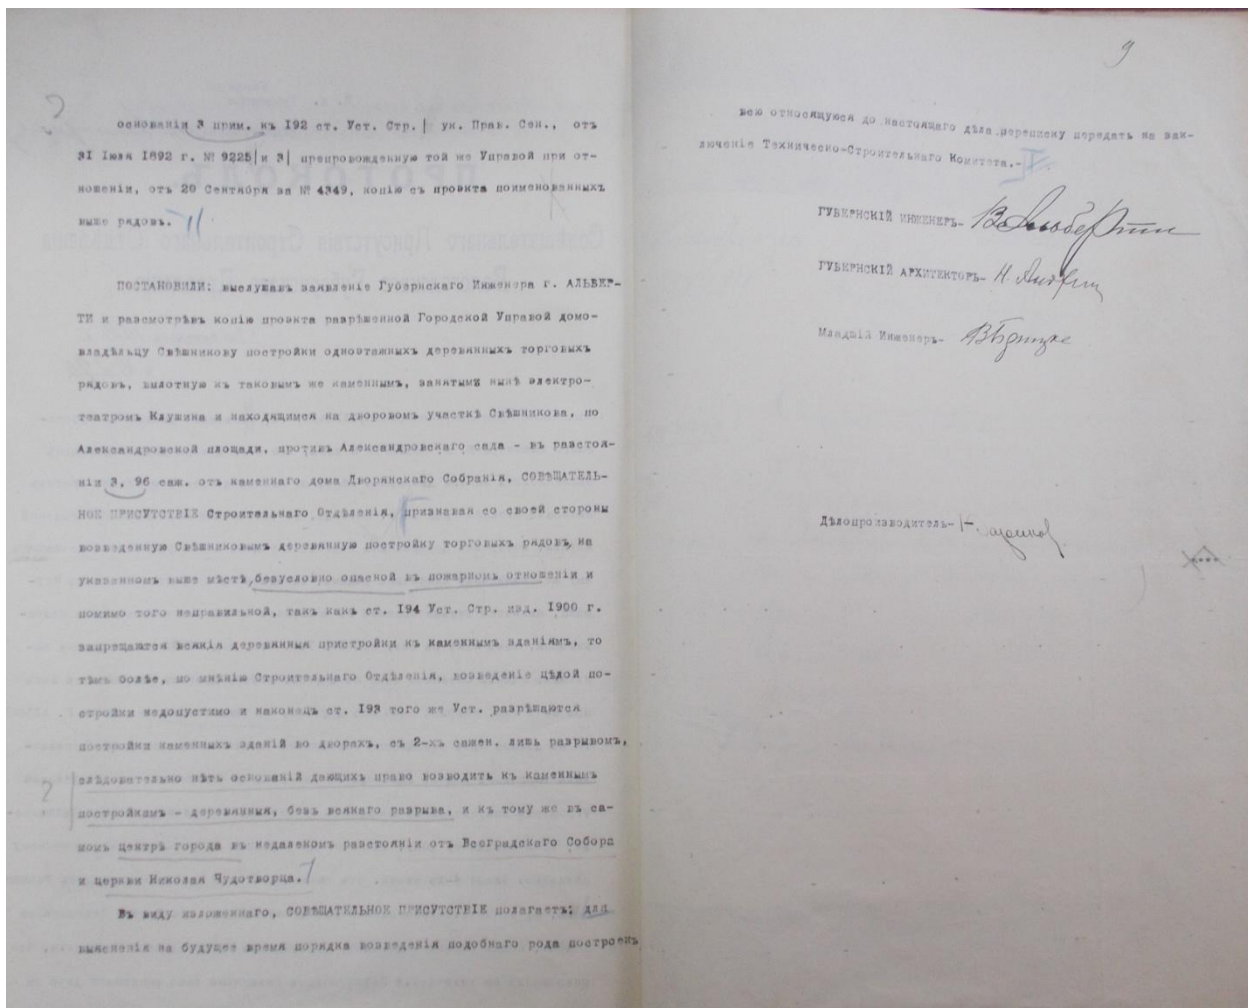 основаніи 3 прим. къ 192 ст. Уст. Стр.| ук. Прав. Сен., отъ
31 Іюля 1892 г. № 9225| и 3| препровожденную той же Управой при от-
ношеніи, отъ 20 Сентября за № 4349, копію съ проекта поименованныхъ
выше рядовъ.
ПОСТАНОВИЛИ: выслушавъ заявленіе Губернскаго Инженера г. АЛЬБЕР-
ТИ и разсмотрѣвъ копію проекта разрѣшенной Городской Управой домо-
владѣльцу Свѣшникову постройки одноэтажныхъ деревянныхъ торговыхъ
рядовъ, вплотную къ таковымъ же каменнымъ, занятымъ нынѣ электро-
театромъ Клушина и находящимся на дворовомъ участкѣ Свѣшникова, по
Александровской площади, противъ Александровскаго сада - въ разстоя-
ніи 3, 96 саж. отъ каменнаго дома Дворянскаго Собранія, СОВѢЩАТЕЛЬ-
НОЕ ПРИСУТСТВІЕ Строительнаго Отдѣленія, признавая со своей стороны
возведенную Свѣшниковымъ деревянную постройку торговыхъ рядовъ, на
указанномъ выше мѣстѣ, безусловно опасной въ пожарномъ отношеніи и
помимо того неправильной, такъ какъ ст. 194 Уст. Стр. изд. 1900 г.
запрещаются всякія деревянныя пристройки къ каменнымъ зданіямъ, то
тѣмъ болѣе, по мнѣнію Строительнаго Отдѣленія, возведеніе цѣлой по-
стройки недопустимо и наконецъ ст. 193 того же Уст. разрѣшаются
постройки каменныхъ зданій во дворахъ, съ 2-хъ сажен. лишь разрывомъ,
слѣдовательно нѣтъ основаній дающихъ право возводить къ каменнымъ
постройкамъ - деревянныя, безъ всякаго разрыва, и къ тому же въ са-
момъ центрѣ города въ недалекомъ разстояніи отъ Всеградскаго Собора
и церкви Николая Чудотворца.
Въ виду изложеннаго, СОВѢЩАТЕЛЬНОЕ ПРИСУТСТВІЕ полагаетъ: для
выясненія на будущее время порядка возведенія подобнаго рода построекъ
9
всю относящуюся до настоящаго дѣла переписку передать на зак-
люченіе Техническо-Строительнаго Комитета.-
ГУБЕРНСКІЙ ИНЖЕНЕРЪ- В Альберти
ГУБЕРНСКІЙ АРХИТЕКТОРЪ- Н.
Младшій Инженеръ-
Дѣлопроизводитель-